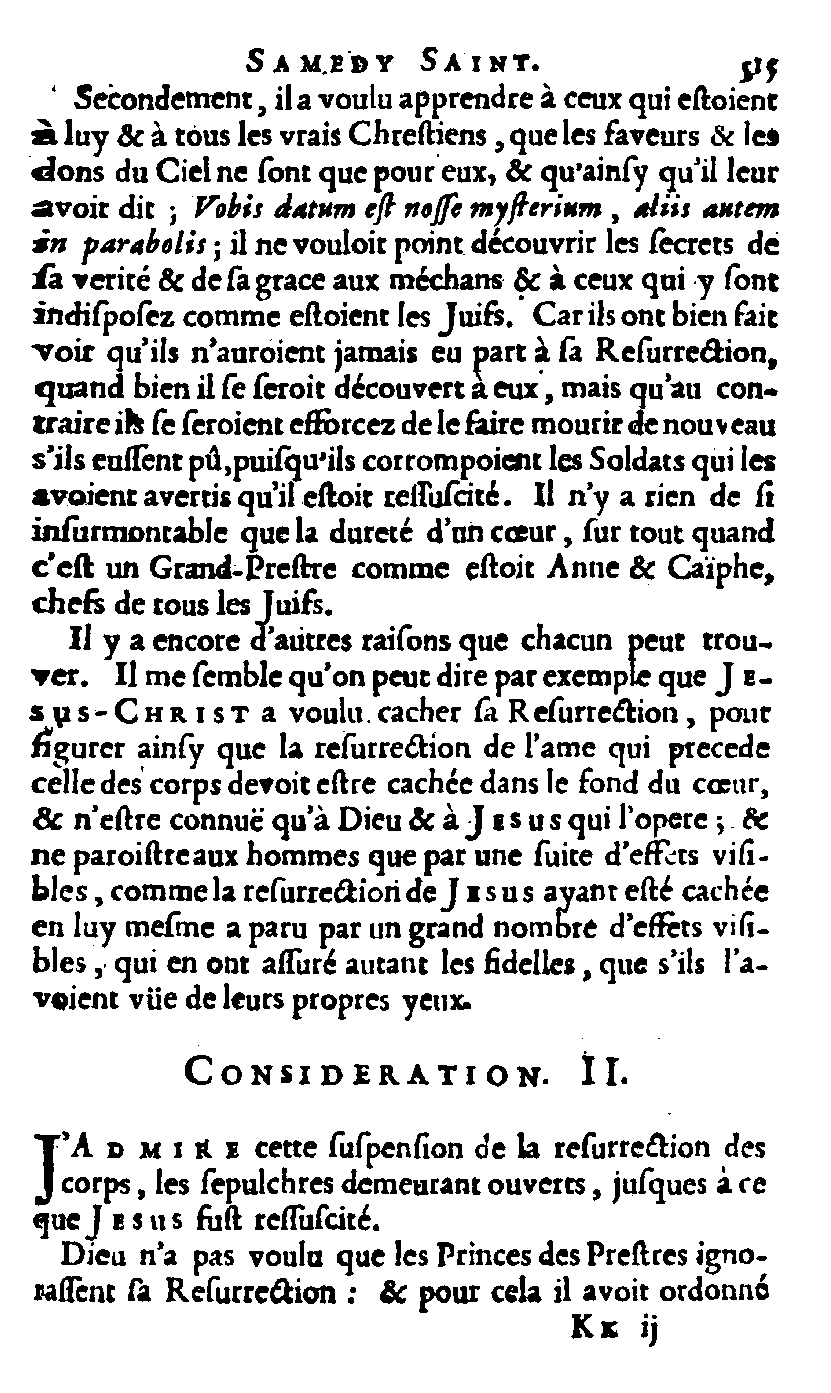 SAMEDY SAINT. 515
Secondement, il a voulu apprendre à ceux qui eſtoient
à luy & à tous les vrais Chreſtiens, que les faveurs & les
dons du Ciel ne ſont que pour eux, & qu'ainſy qu'il leur
avoit dit ; Vobis datum eſt noſſe myſterium, aliis autem
in parabolis ; il ne vouloit point découvrir les ſecrets de
ſa verité & de ſa grace aux méchans & à ceux qui y ſont
indiſpoſez comme eſtoient les Juifs. Car ils ont bien fait
voir qu'ils n'auroient jamais eu part à ſa Reſurrection,
quand bien il ſe ſeroit découvert à eux, mais qu'au con-
traire ils ſe ſeroient efforcez de le faire mourir de nouveau
s'ils euſſent pû, puiſqu'ils corrompoient les Soldats qui les
avoient avertis qu'il eſtoit reſſuſcité. Il n'y a rien de ſi
inſurmontable que la dureté d'un cœur, ſur tout quand
c'eſt un Grand-Preſtre comme eſtoit Anne & Caïphe,
chefs de tous les Juifs.
Il y a encore d'autres raiſons que chacun peut trou-
ver. Il me ſemble qu'on peut dire par exemple que JE-
SUS-CHRIST a voulu cacher ſa Reſurrection, pour
figurer ainſy que la reſurrection de l'ame qui precede
celle des corps devoit eſtre cachée dans le fond du cœur,
& n'eſtre connuë qu'à Dieu & à JESUS qui l'opere ; &
ne paroiſtre aux hommes que par une ſuite d'effets viſi-
bles, comme la reſurrection de JESUS ayant eſté cachée
en luy meſme a paru par un grand nombre d'effets viſi-
bles, qui en ont aſſuré autant les fidelles, que s'ils l'a-
voient vüe de leurs propres yeux.
CONSIDERATION. II.
J'ADMIRE cette ſuſpenſion de la reſurrection des
corps, les ſepulchres demeurant ouverts, juſques à ce
que JESUS fuſt reſſuſcité.
Dieu n'a pas voulu que les Princes des Preſtres igno-
raſſent ſa Reſurrection : & pour cela il avoit ordonné
Kk ij